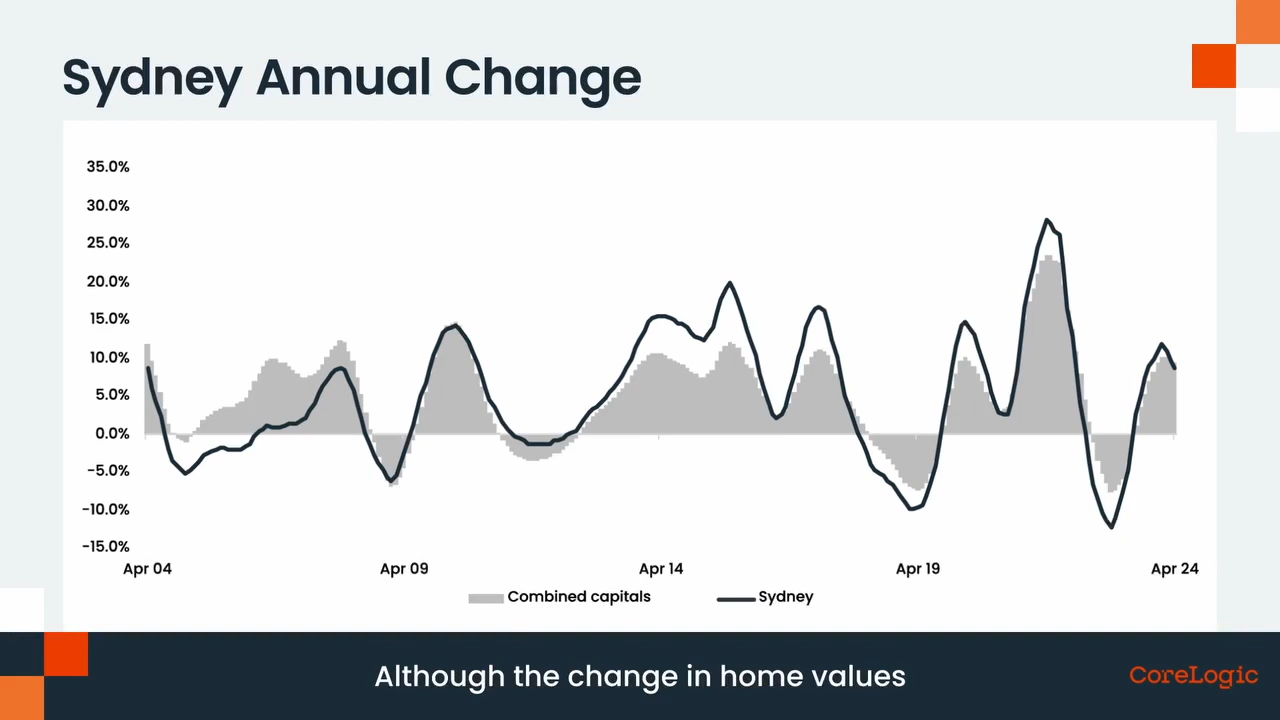 Sydney Annual Change
35.0%
30.0%
25.0%
20.0%
15.0%
10.0%
5.0%
0.0%
-5.0%
-10.0%
-15.0%
Apr 04 Apr 09 Apr 14 Apr 19 Apr 24
Combined capitals Sydney
Although the change in home values
CoreLogic